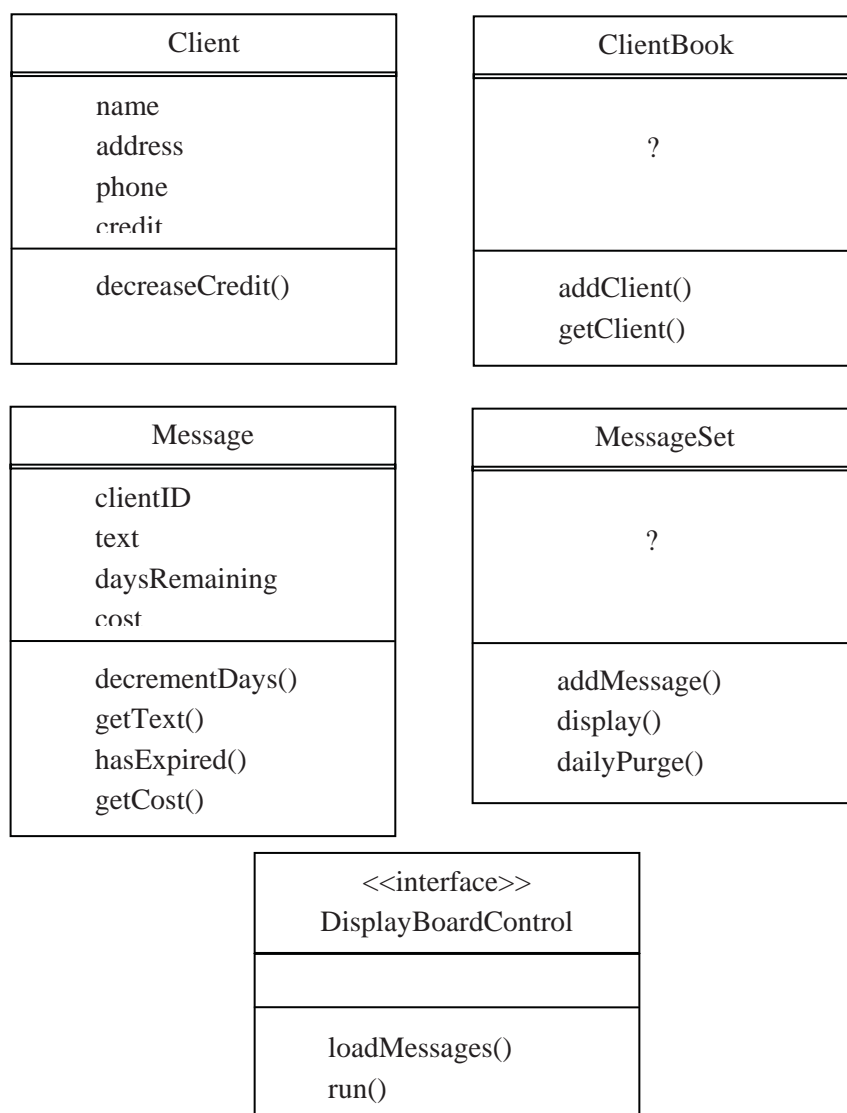 Client
name
address
phone
credit
decreaseCredit()
ClientBook
?
addClient()
getClient()
Message
clientID
text
daysRemaining
cost
decrementDays()
getText()
hasExpired()
getCost()
MessageSet
?
addMessage()
display()
dailyPurge()
<<interface>>
DisplayBoardControl
loadMessages()
run()